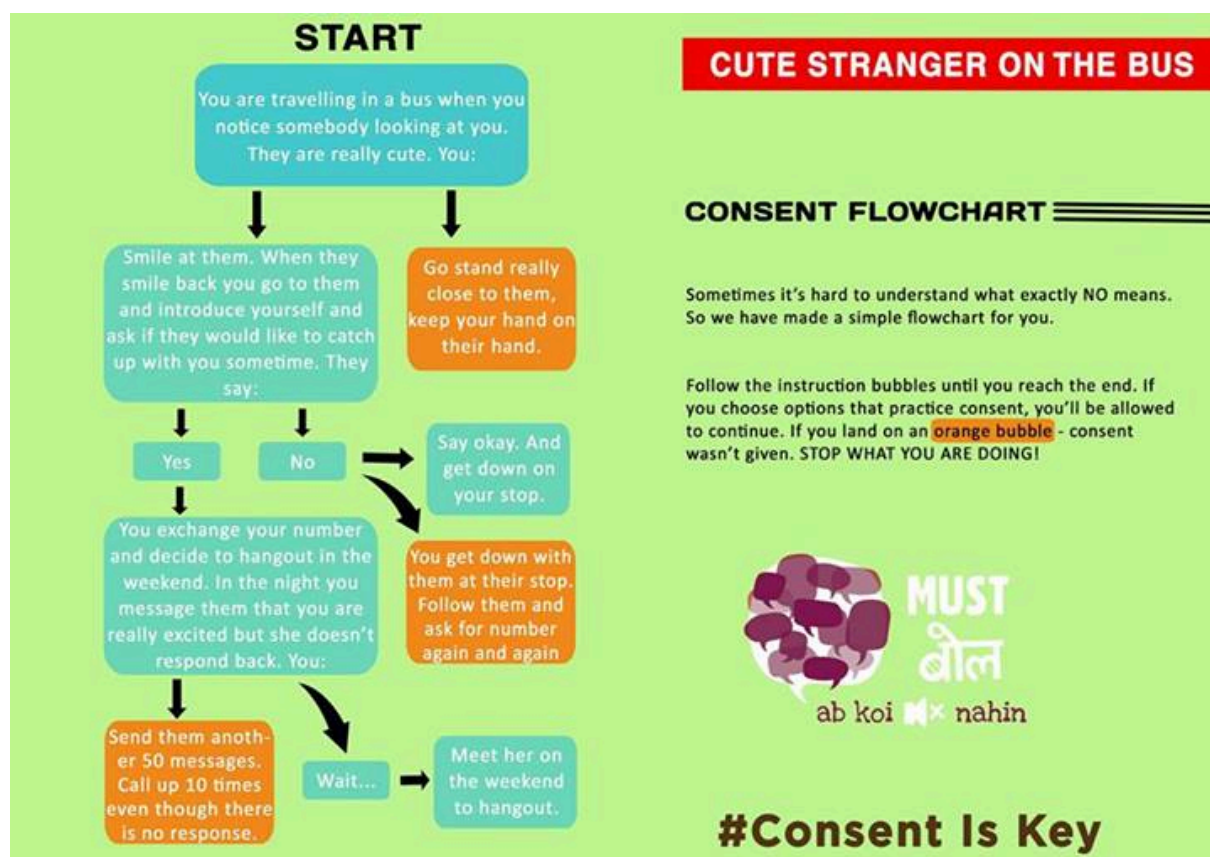 START
You are travelling in a bus when you
notice somebody looking at you.
They are really cute. You:
Smile at them. When they
smile back you go to them
and introduce yourself and
ask if they would like to catch
up with you sometime. They
say:
Go stand really
close to them,
keep your hand on
their hand.
Yes
No
Say okay. And
get down on
your stop.
You exchange your number
and decide to hangout in the
weekend. In the night you
message them that you are
really excited but she doesn't
respond back. You:
You get down with
them at their stop.
Follow them and
ask for number
again and again
Send them anoth-
er 50 messages.
Call up 10 times
even though there
is no response.
Wait...
Meet her on
the weekend
to hangout.
CUTE STRANGER ON THE BUS
CONSENT FLOWCHART
Sometimes it's hard to understand what exactly NO means.
So we have made a simple flowchart for you.
Follow the instruction bubbles until you reach the end. If
you choose options that practice consent, you'll be allowed
to continue. If you land on an orange bubble - consent
wasn't given. STOP WHAT YOU ARE DOING!
MUST
बोल
ab koi nahin
#Consent Is Key